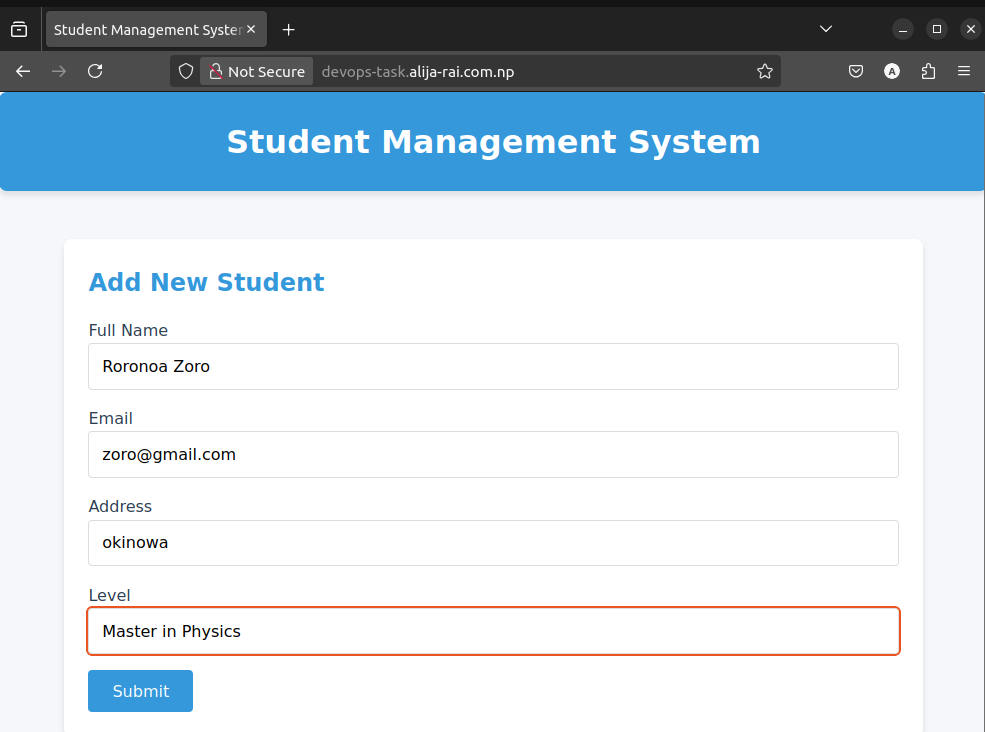 Student Management System
Not Secure devops-task.alija-rai.com.np
A
Student Management System
Add New Student
Full Name
Roronoa Zoro
Email
zoro@gmail.com
Address
okinowa
Level
Master in Physics
Submit